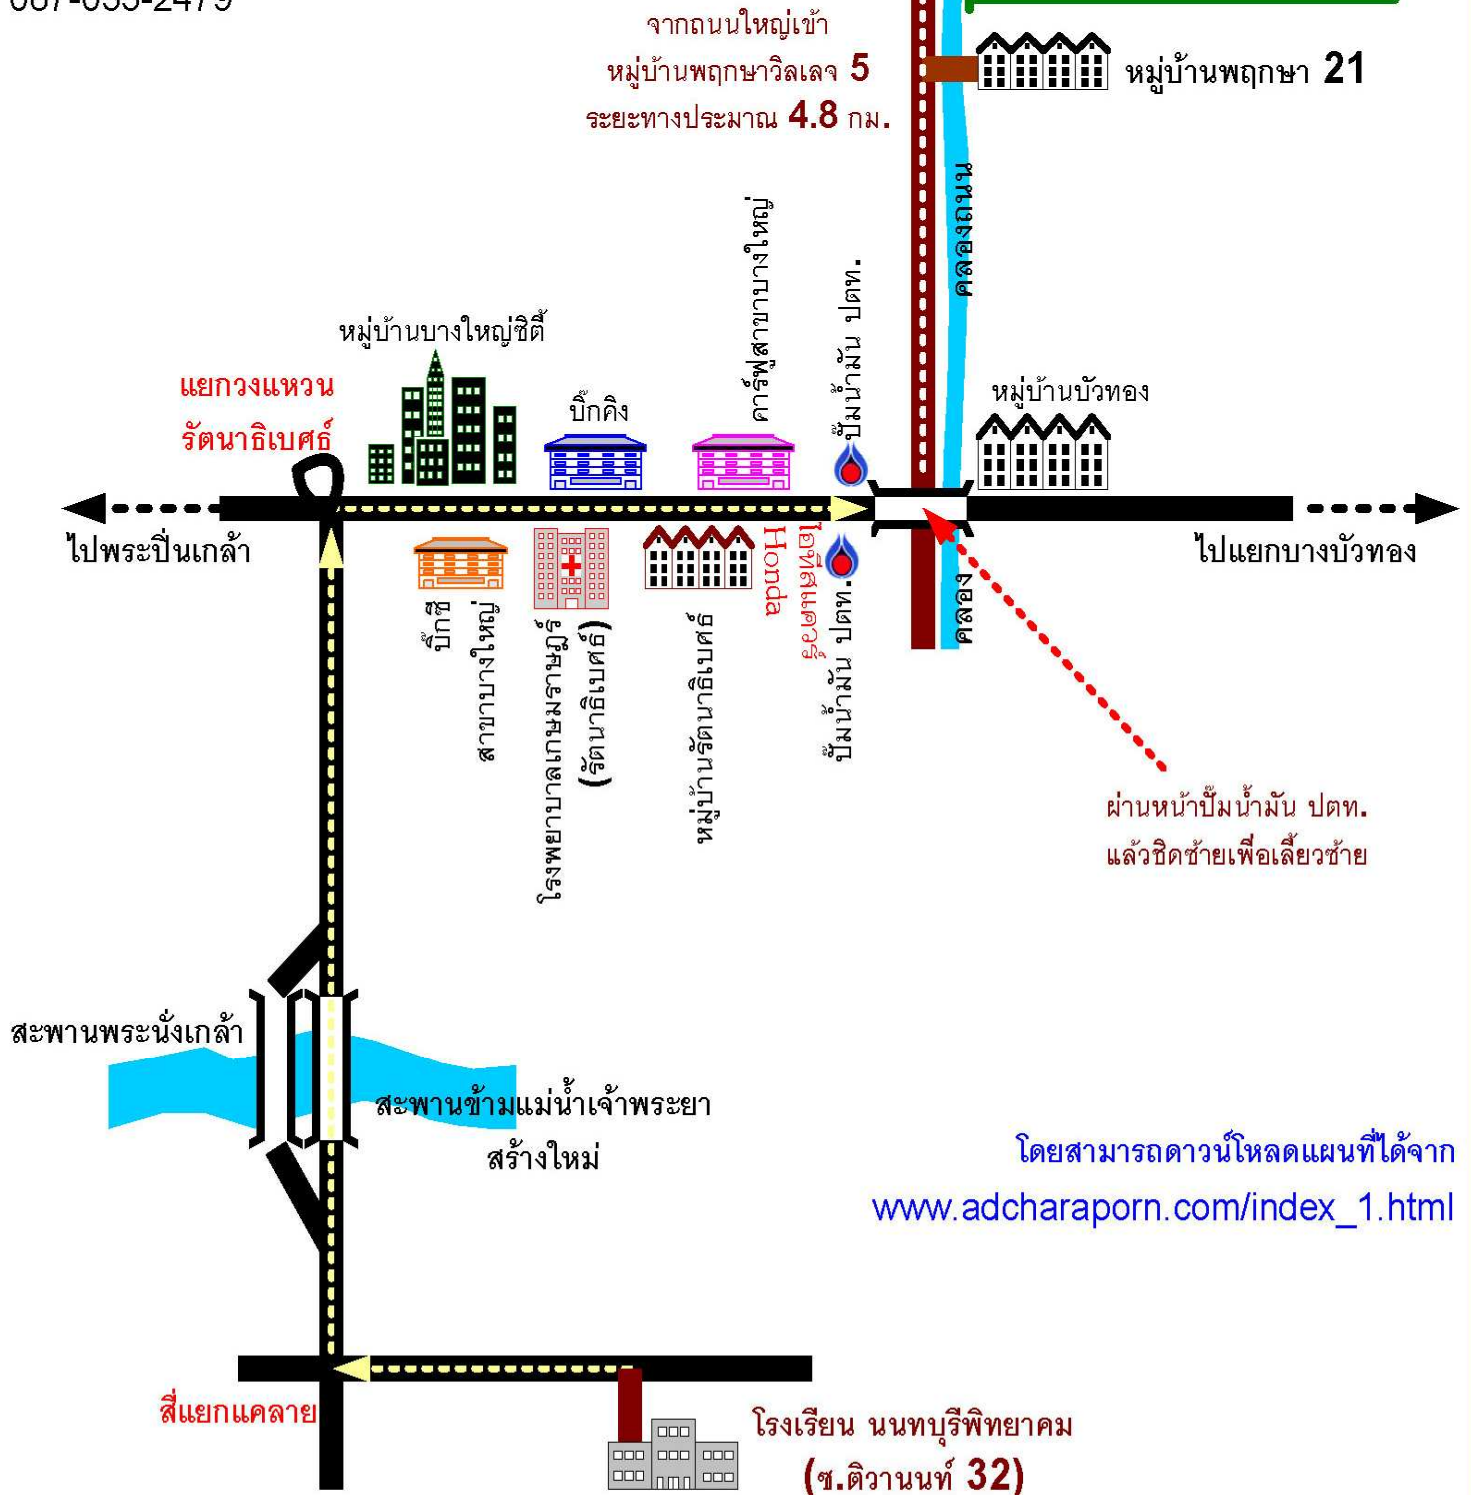 087-055-2479
จากถนนใหญ่เข้า
หมู่บ้านพฤกษาวิลเลจ 5
ระยะทางประมาณ 4.8 กม.
หมู่บ้านพฤกษา 21
คลองถนน
คาร์ฟูสาขาบางใหญ่
ปั๊มน้ำมัน ปตท.
หมู่บ้านบางใหญ่ซิตี้
แยกวงแหวน
รัตนาธิเบศธ์
บิ๊กคิง
หมู่บ้านบัวทอง
ไปพระปิ่นเกล้า
ไปแยกบางบัวทอง
บิ๊กซี
สาขาบางใหญ่
โรงพยาบาลเกษมราษฎร์
(รัตนาธิเบศธ์)
หมู่บ้านรัตนาธิเบศธ์
Honda
ไอทีสแควร์
ปั๊มน้ำมัน ปตท.
คลอง
ผ่านหน้าปั๊มน้ำมัน ปตท.
แล้วชิดซ้ายเพื่อเลี้ยวซ้าย
สะพานพระนั่งเกล้า
สะพานข้ามแม่น้ำเจ้าพระยา
สร้างใหม่
โดยสามารถดาวน์โหลดแผนที่ได้จาก
www.adcharaporn.com/index_1.html
สี่แยกแคลาย
โรงเรียน นนทบุรีพิทยาคม
(ซ.ติวานนท์ 32)